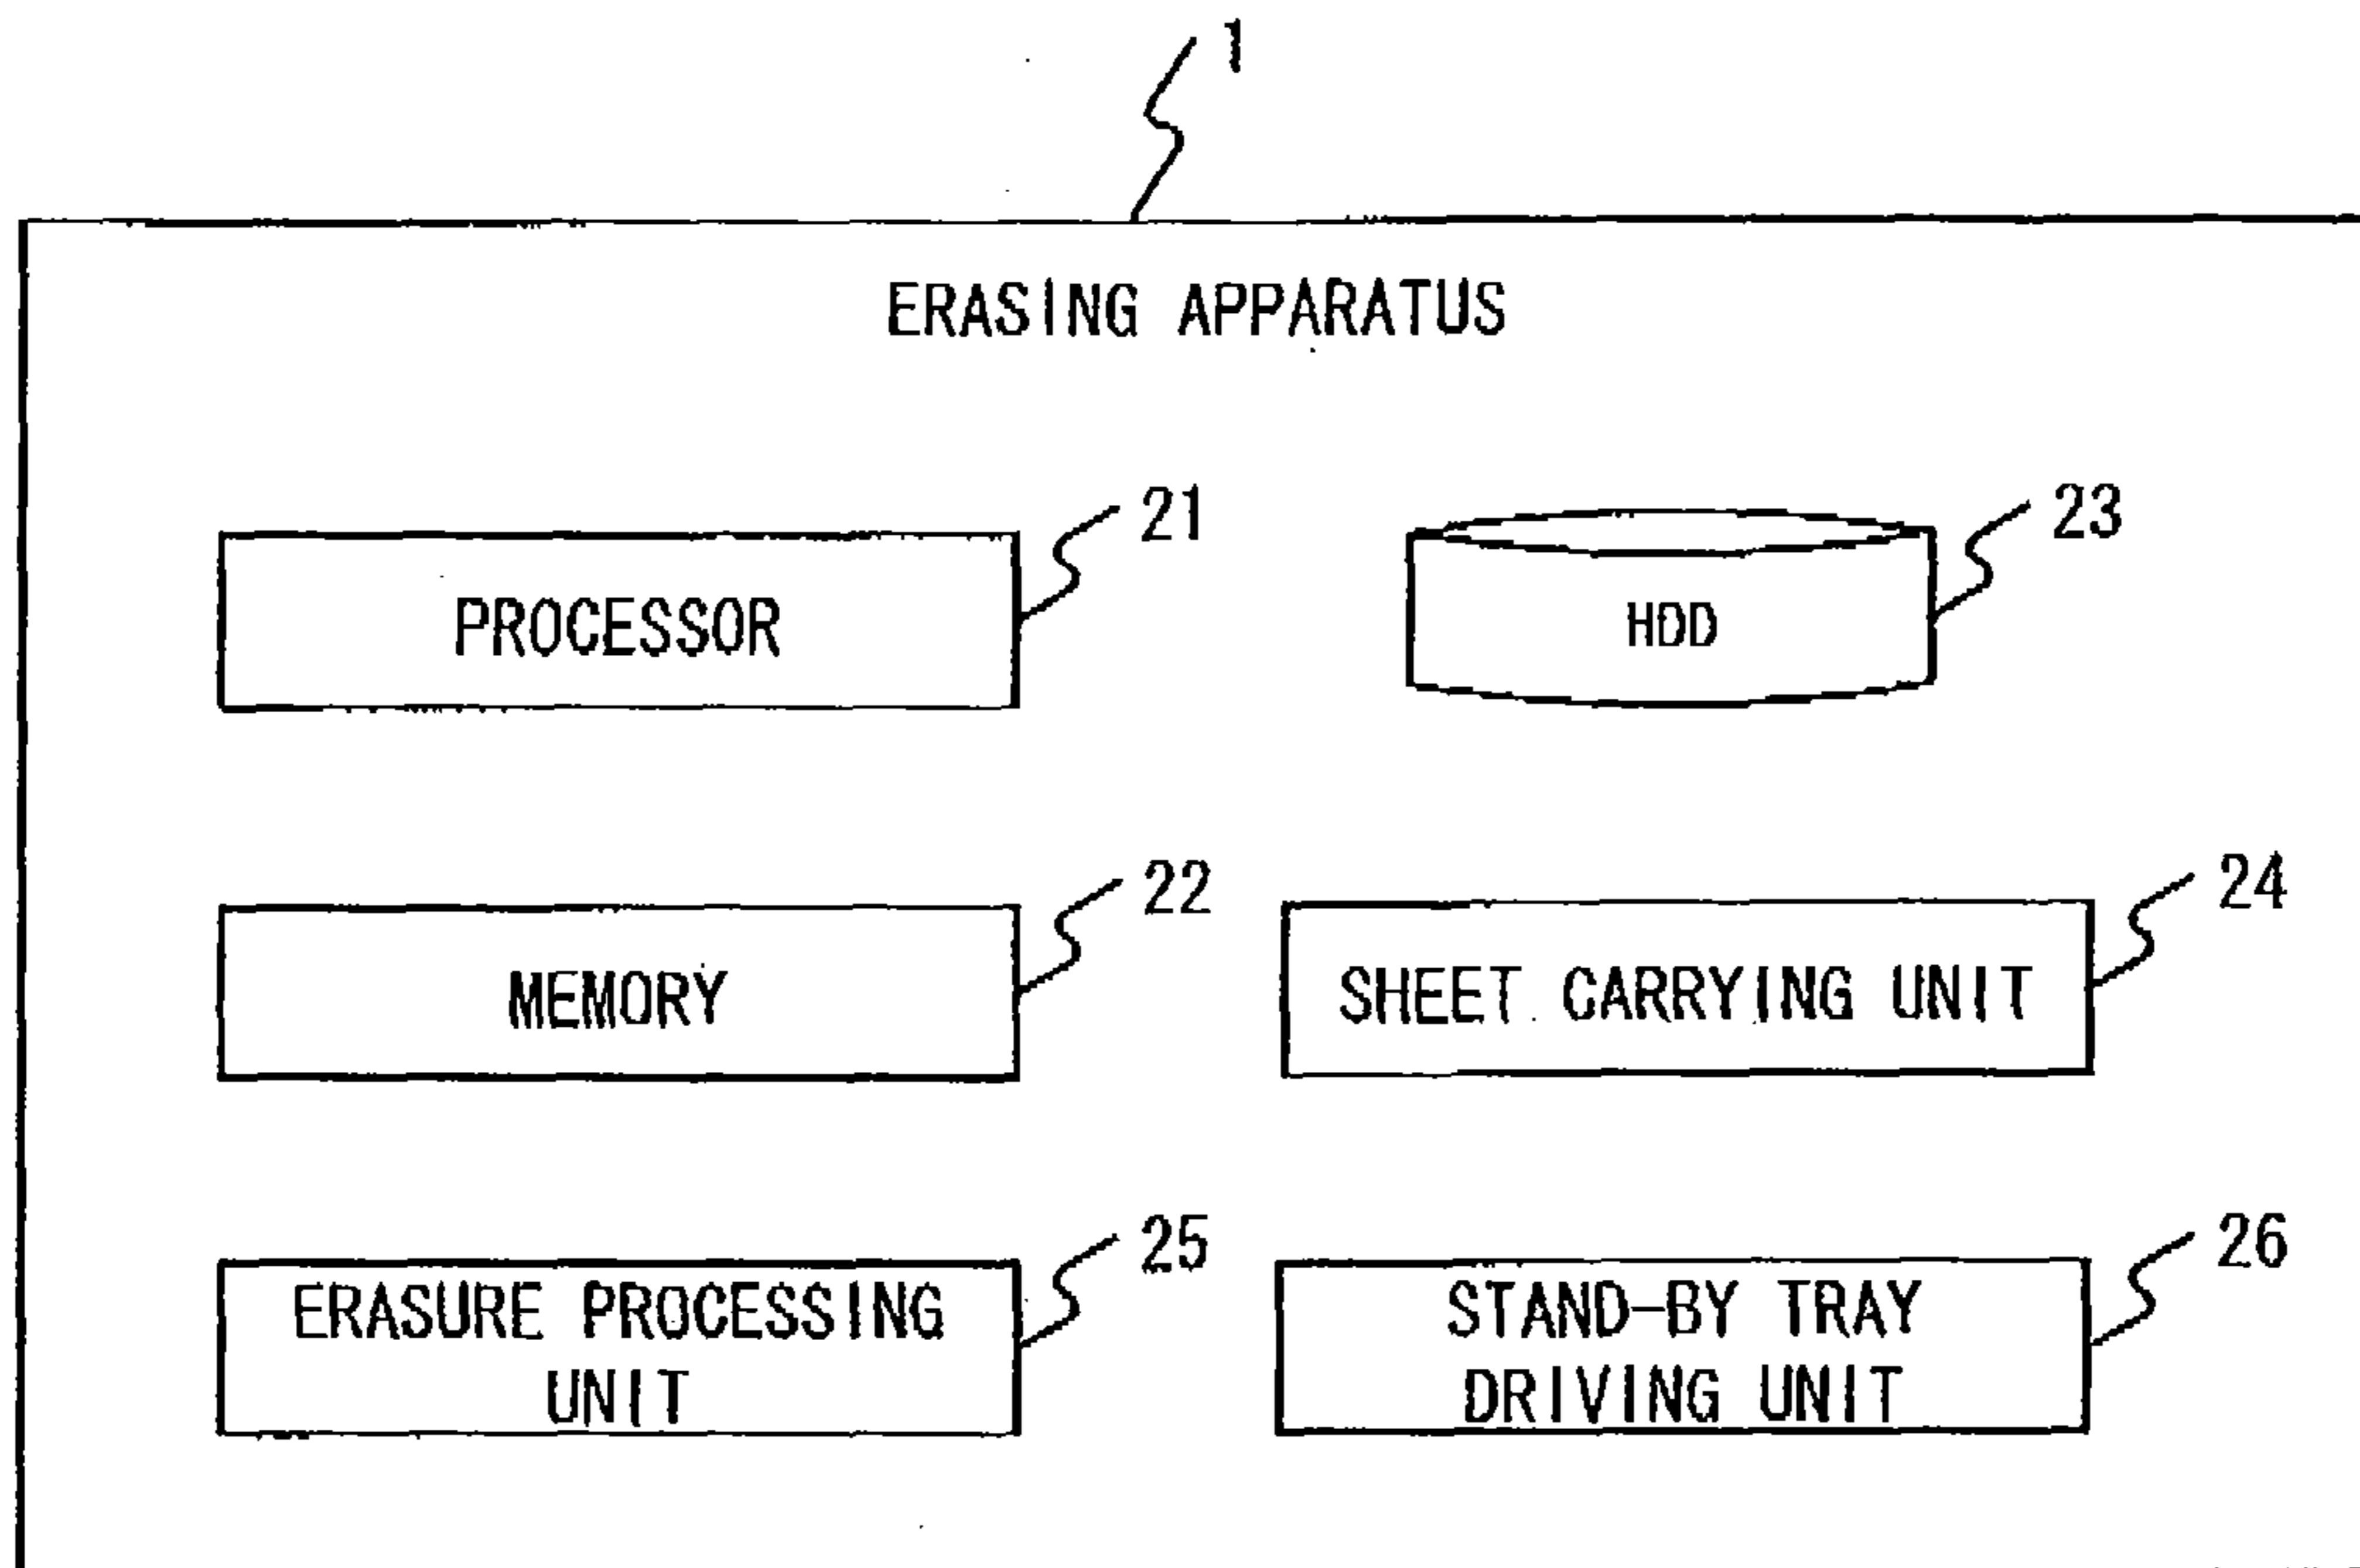 1
ERASING APPARATUS
21
PROCESSOR
23
HDD
22
MEMORY
24
SHEET CARRYING UNIT
25
ERASURE PROCESSING
UNIT
26
STAND-BY TRAY
DRIVING UNIT